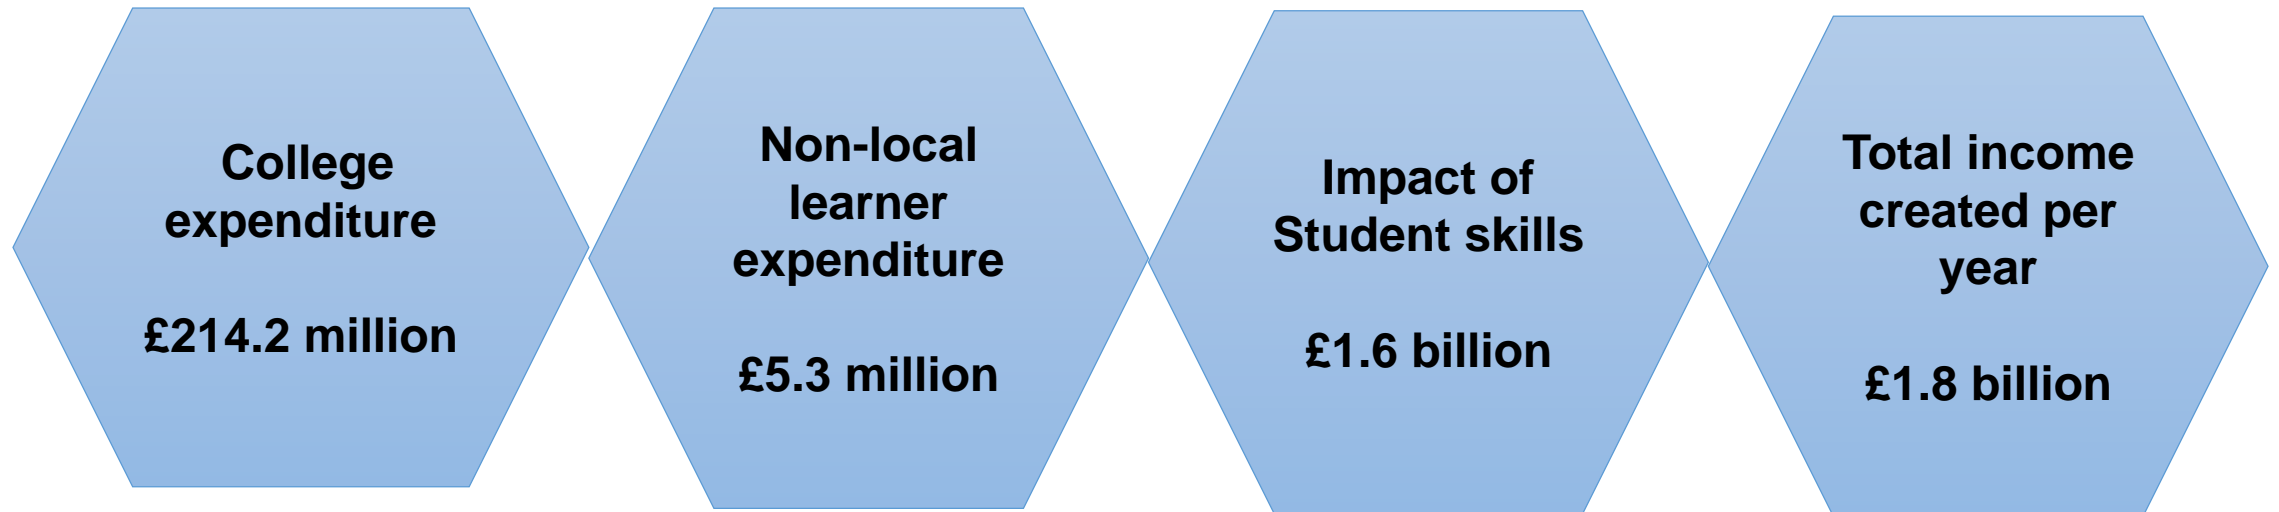 College
expenditure
£214.2 million
Non-local
learner
expenditure
£5.3 million
Impact of
Student skills
£1.6 billion
Total income
created per
year
£1.8 billion